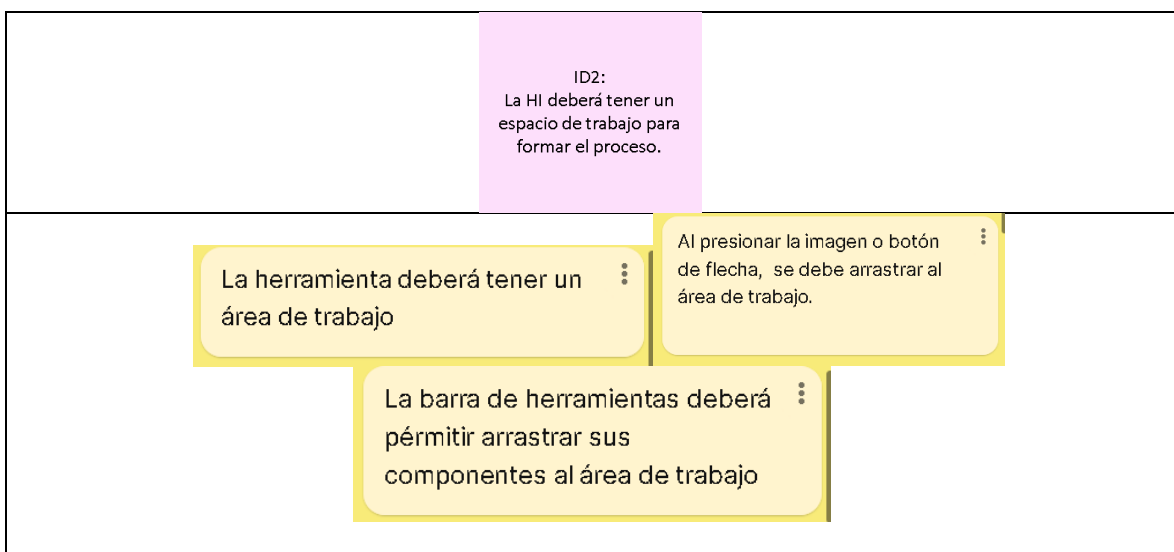 ID2:
La HI deberá tener un
espacio de trabajo para
formar el proceso.
La herramienta deberá tener un
área de trabajo
Al presionar la imagen o botón
de flecha, se debe arrastrar al
área de trabajo.
La barra de herramientas deberá
pérmitir arrastrar sus
componentes al área de trabajo